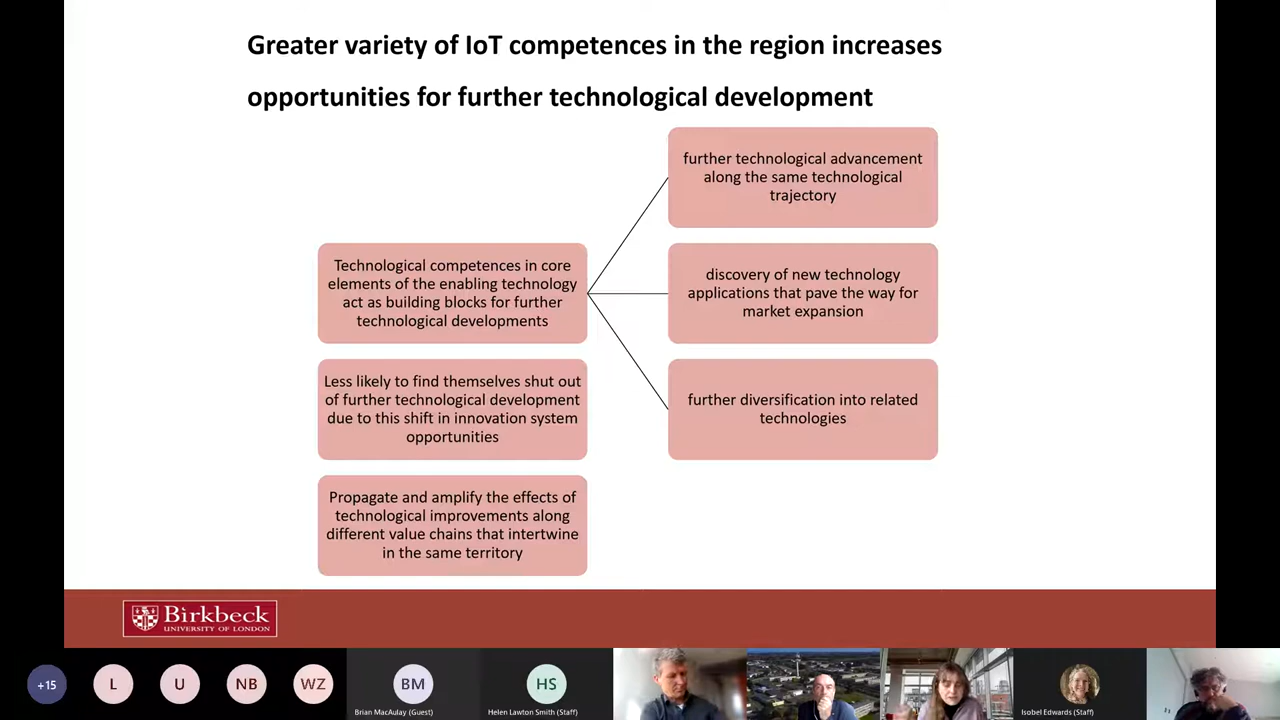 Greater variety of IoT competences in the region increases
opportunities for further technological development
Technological competences in core
elements of the enabling technology
act as building blocks for further
technological developments
Less likely to find themselves shut out
of further technological development
due to this shift in innovation system
opportunities
Propagate and amplify the effects of
technological improvements along
different value chains that intertwine
in the same territory
further technological advancement
along the same technological
trajectory
discovery of new technology
applications that pave the way for
market expansion
further diversification into related
technologies
Birkbeck
UNIVERSITY OF LONDON
+15
L
U
NB
WZ
BM
Brian MacAulay (Guest)
HS
Helen Lawton Smith (Staff)
Isobel Edwards (Staff)